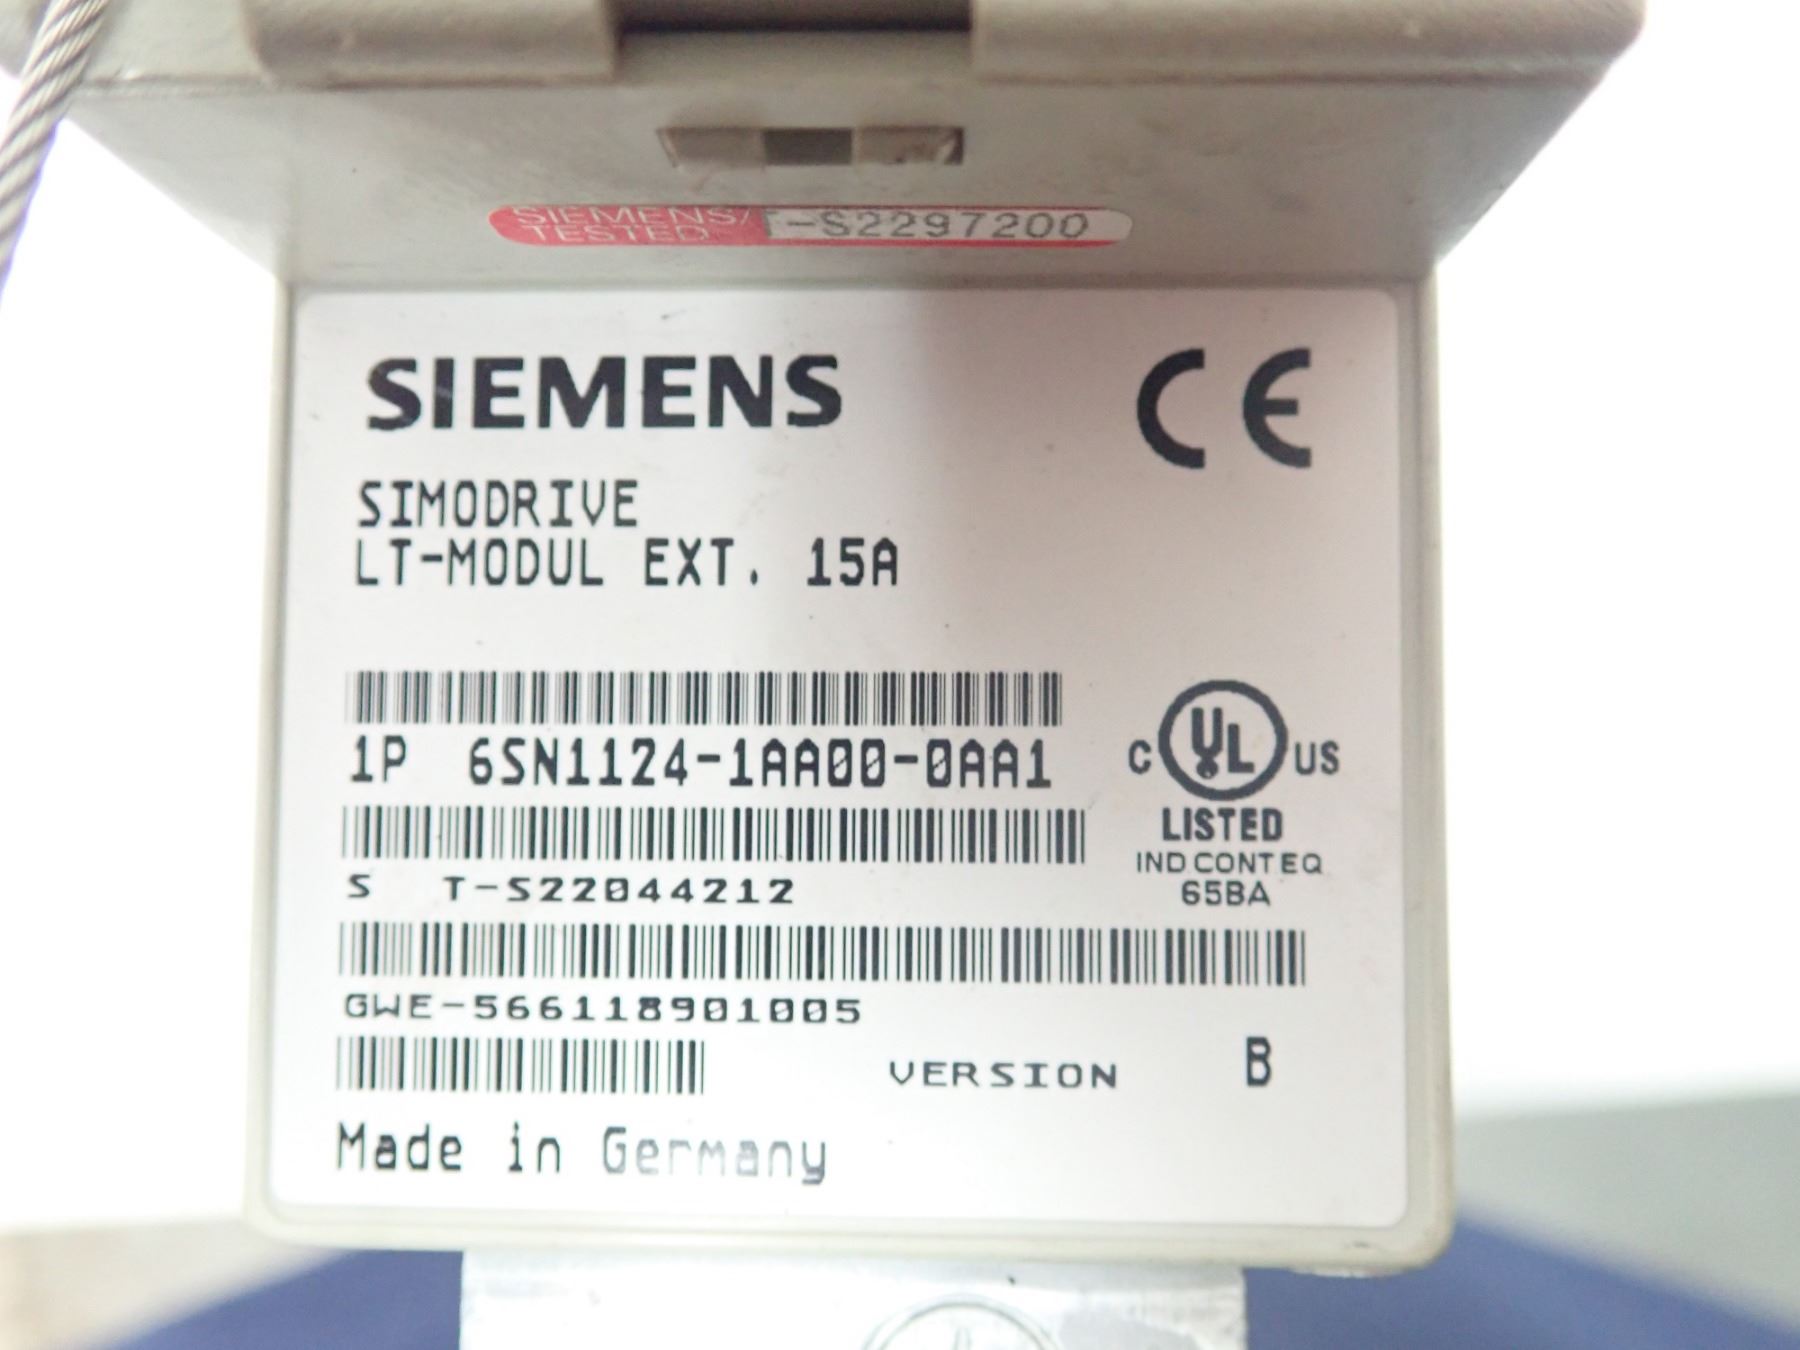 SIEMENS/
TESTED
-S2297200
SIEMENS
CE
SIMODRIVE
LT-MODUL EXT. 15A
1P 6SN1124-1AA00-0AA1
C UL US
LISTED
IND CONT EQ
65BA
S T-S22044212
GWE-566118901005
VERSION B
Made in Germany